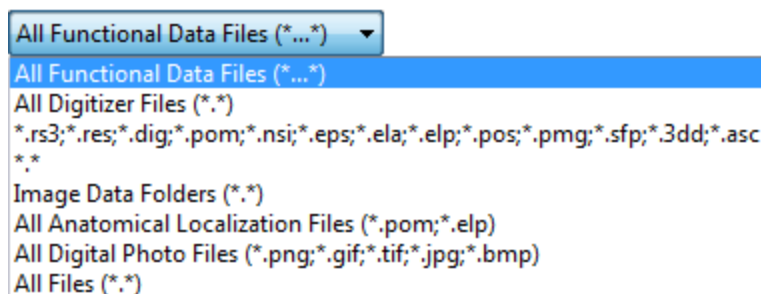 All Functional Data Files (*...*)
All Functional Data Files (*...*)
All Digitizer Files (*.*)
*.rs3;*.res;*.dig;*.pom;*.nsi;*.eps;*.ela;*.elp;*.pos;*.pmg;*.sfp;*.3dd;*.asc
*.*
Image Data Folders (*.*)
All Anatomical Localization Files (*.pom;*.elp)
All Digital Photo Files (*.png;*.gif;*.tif;*.jpg;*.bmp)
All Files (*.*)